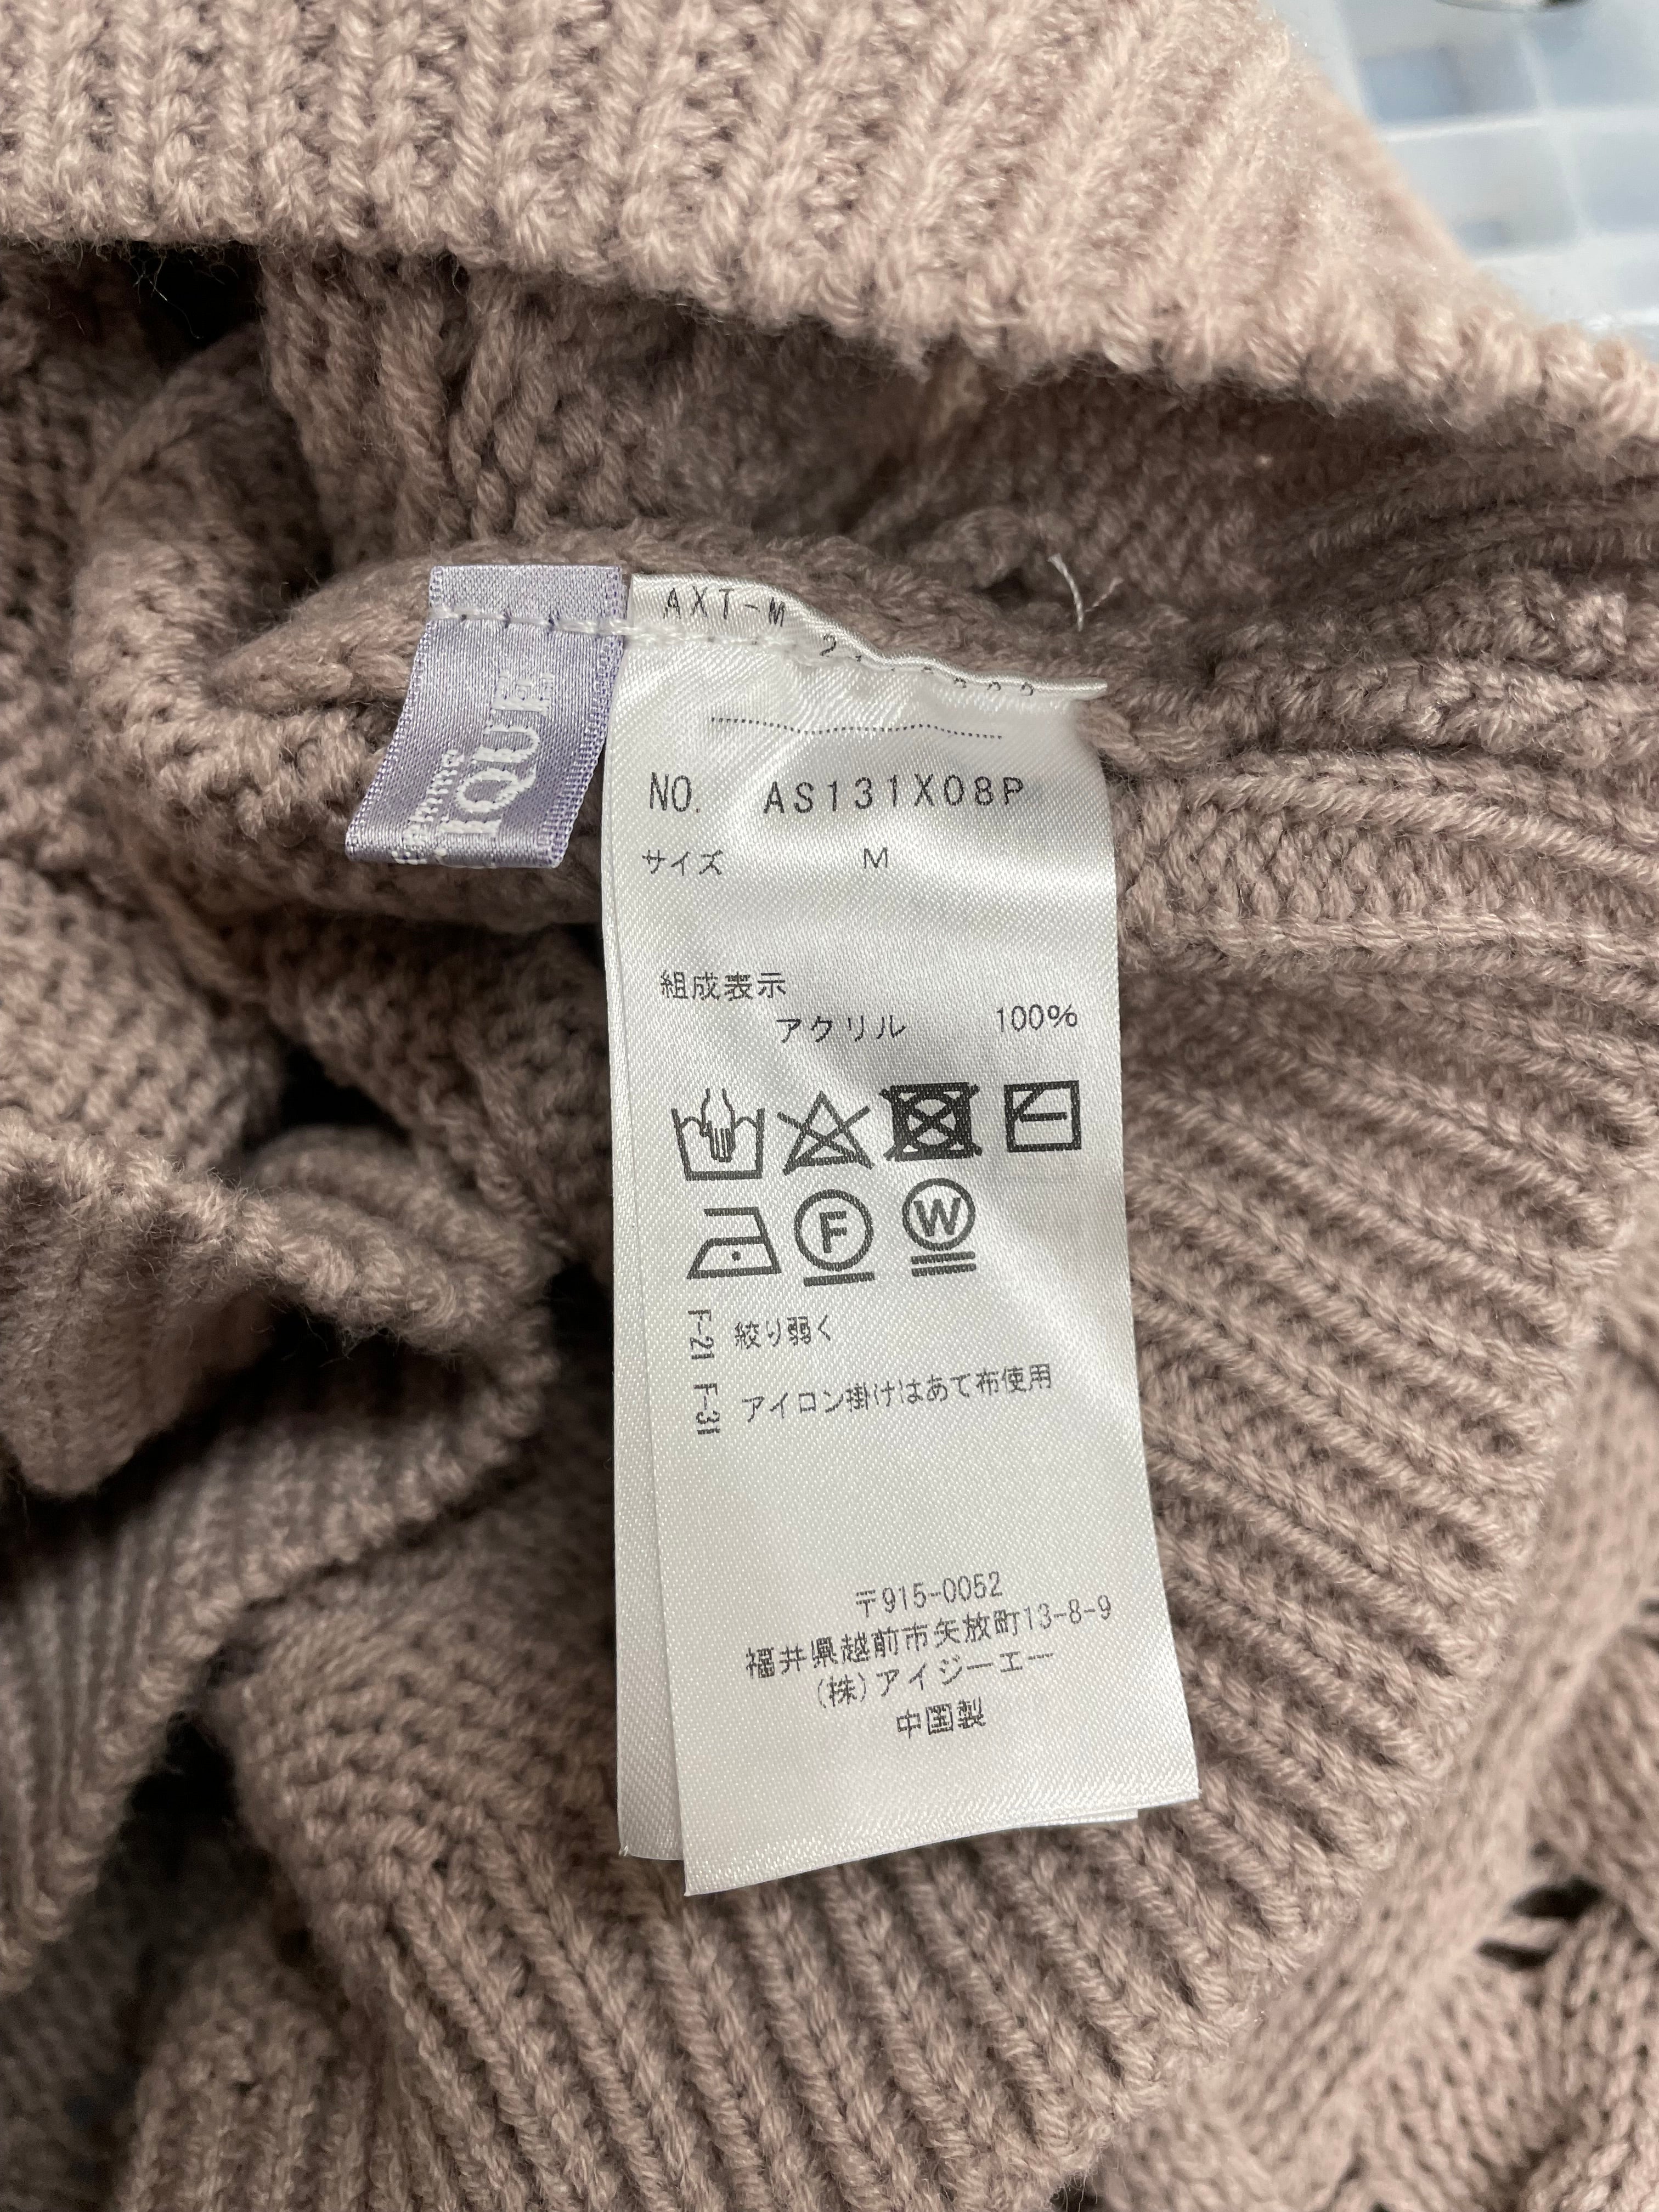 AXT-M
IQUE
NO. AS131X08P
サイズ M
組成表示
アクリル 100%
F
W
F-21 絞り弱く
F-31 アイロン掛けはあて布使用
〒915-0052
福井県越前市矢放町13-8-9
(株)アイジーエー
中国製